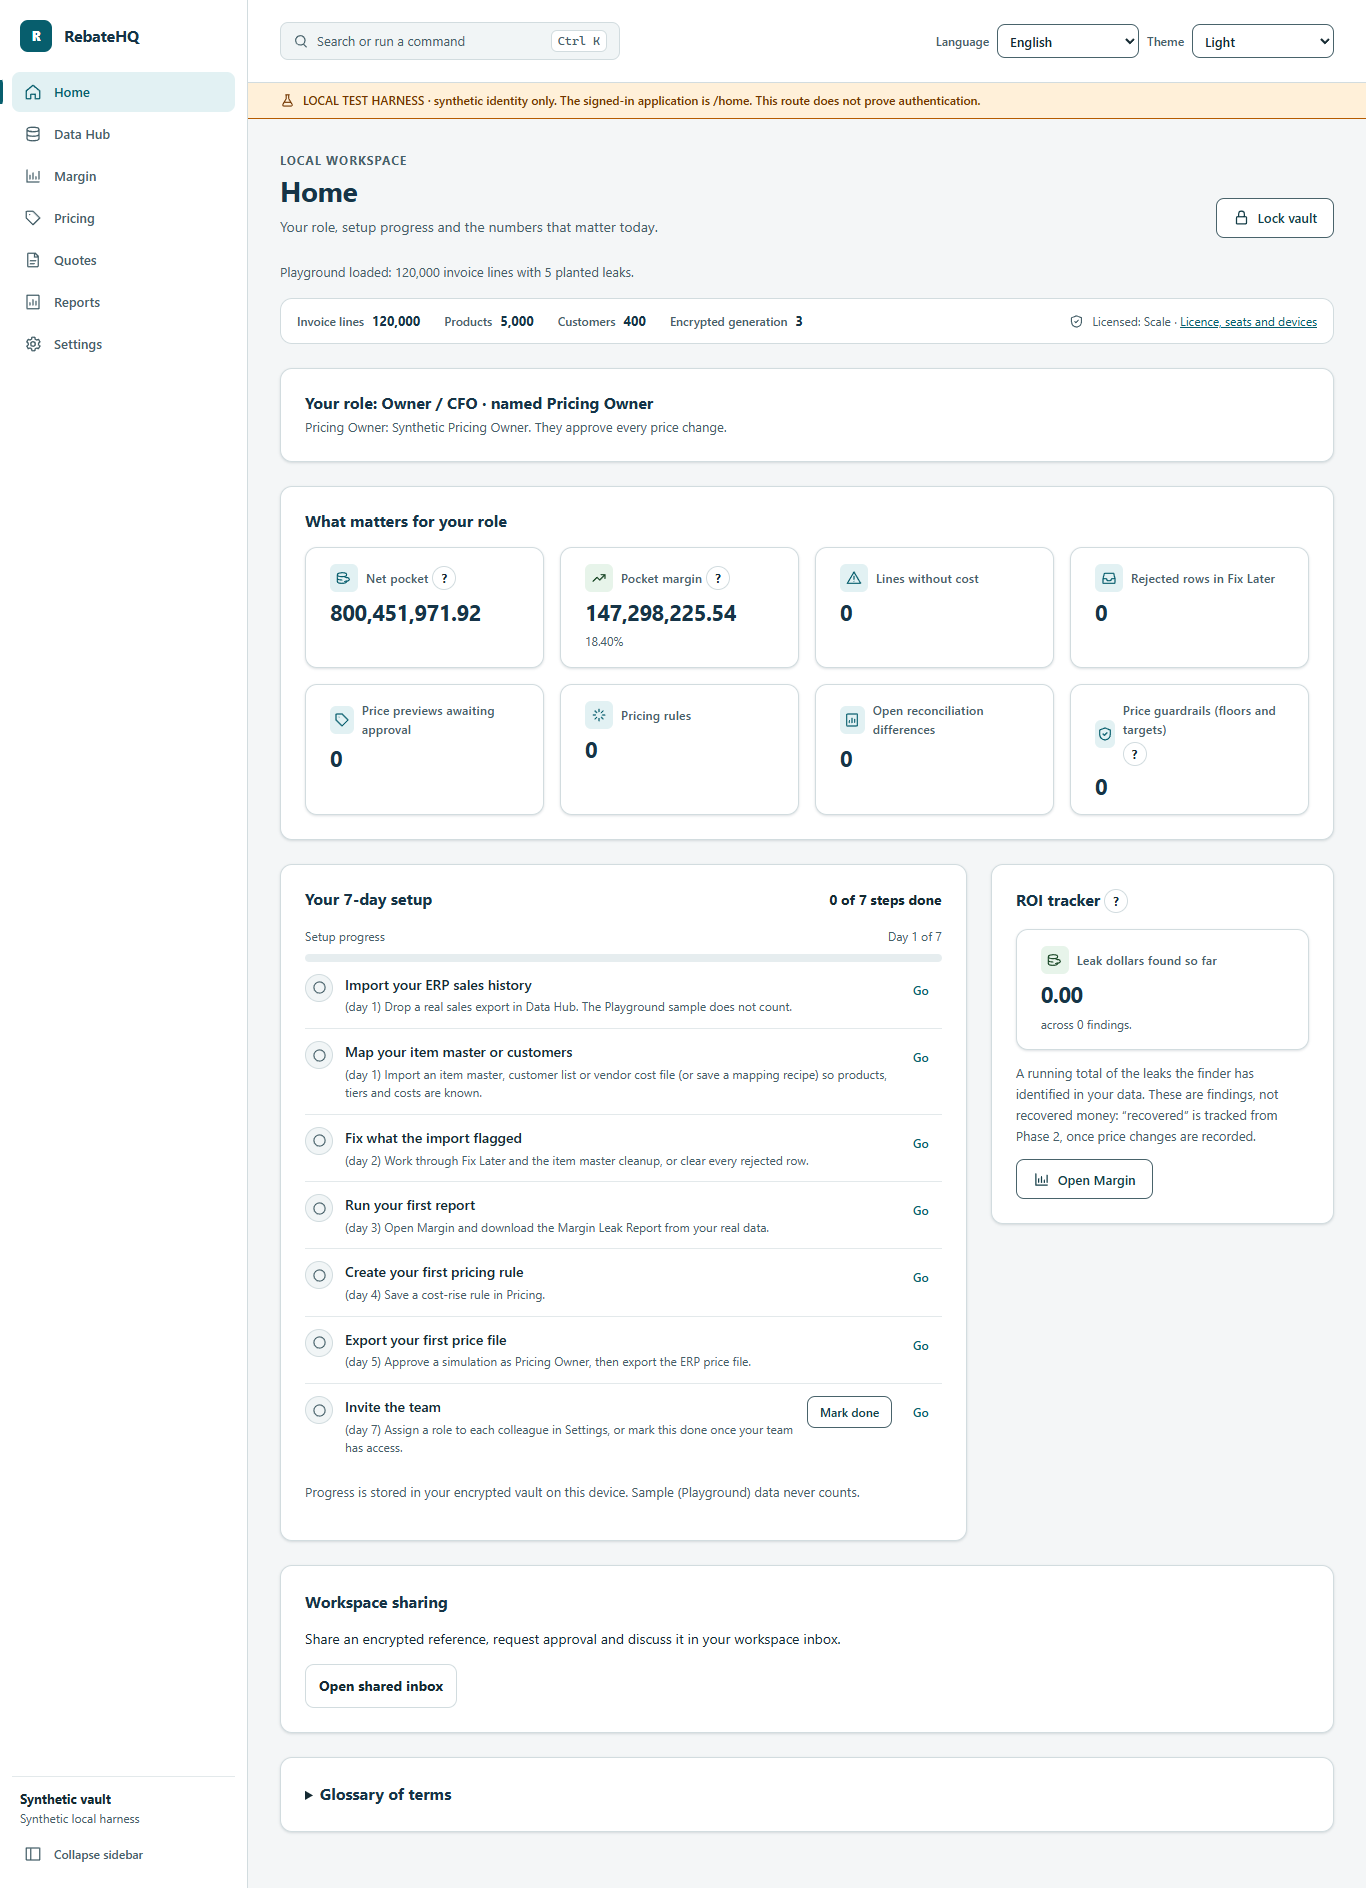 R RebateHQ
Home
Data Hub
Margin
Pricing
Quotes
Reports
Settings
Synthetic vault
Synthetic local harness
Collapse sidebar
Search or run a command Ctrl K
Language English Theme Light
LOCAL TEST HARNESS · synthetic identity only. The signed-in application is /home. This route does not prove authentication.
LOCAL WORKSPACE
Home
Your role, setup progress and the numbers that matter today.
Lock vault
Playground loaded: 120,000 invoice lines with 5 planted leaks.
Invoice lines 120,000 Products 5,000 Customers 400 Encrypted generation 3
Licensed: Scale · Licence, seats and devices
Your role: Owner / CFO · named Pricing Owner
Pricing Owner: Synthetic Pricing Owner. They approve every price change.
What matters for your role
Net pocket ?
800,451,971.92
Pocket margin ?
147,298,225.54
18.40%
Lines without cost
0
Rejected rows in Fix Later
0
Price previews awaiting
approval
0
Pricing rules
0
Open reconciliation
differences
0
Price guardrails (floors and
targets)
?
0
Your 7-day setup
0 of 7 steps done
Setup progress
Day 1 of 7
Import your ERP sales history
(day 1) Drop a real sales export in Data Hub. The Playground sample does not count.
Go
Map your item master or customers
(day 1) Import an item master, customer list or vendor cost file (or save a mapping recipe) so products,
tiers and costs are known.
Go
Fix what the import flagged
(day 2) Work through Fix Later and the item master cleanup, or clear every rejected row.
Go
Run your first report
(day 3) Open Margin and download the Margin Leak Report from your real data.
Go
Create your first pricing rule
(day 4) Save a cost-rise rule in Pricing.
Go
Export your first price file
(day 5) Approve a simulation as Pricing Owner, then export the ERP price file.
Go
Invite the team
(day 7) Assign a role to each colleague in Settings, or mark this done once your team
has access.
Mark done
Go
Progress is stored in your encrypted vault on this device. Sample (Playground) data never counts.
ROI tracker ?
Leak dollars found so far
0.00
across 0 findings.
A running total of the leaks the finder has
identified in your data. These are findings, not
recovered money: “recovered” is tracked from
Phase 2, once price changes are recorded.
Open Margin
Workspace sharing
Share an encrypted reference, request approval and discuss it in your workspace inbox.
Open shared inbox
Glossary of terms